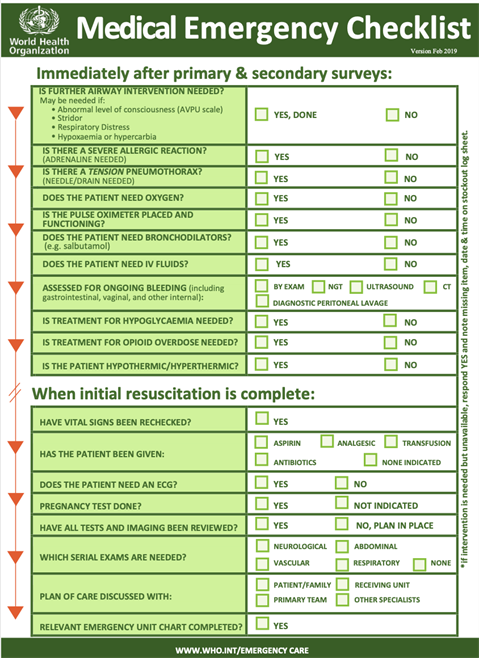 World Health
Organization
Medical Emergency Checklist
Version Feb 2019
Immediately after primary & secondary surveys:
IS FURTHER AIRWAY INTERVENTION NEEDED?
May be needed if:
• Abnormal level of consciousness (AVPU scale)
• Stridor
• Respiratory Distress
• Hypoxaemia or hypercarbia
YES, DONE NO
IS THERE A SEVERE ALLERGIC REACTION?
(ADRENALINE NEEDED)
YES NO
IS THERE A TENSION PNEUMOTHORAX?
(NEEDLE/DRAIN NEEDED)
YES NO
DOES THE PATIENT NEED OXYGEN? YES NO
IS THE PULSE OXIMETER PLACED AND
FUNCTIONING?
YES NO
DOES THE PATIENT NEED BRONCHODILATORS?
(e.g. salbutamol)
YES NO
DOES THE PATIENT NEED IV FLUIDS? YES NO
ASSESSED FOR ONGOING BLEEDING (including
gastrointestinal, vaginal, and other internal):
BY EXAM NGT ULTRASOUND CT
DIAGNOSTIC PERITONEAL LAVAGE
IS TREATMENT FOR HYPOGLYCAEMIA NEEDED? YES NO
IS TREATMENT FOR OPIOID OVERDOSE NEEDED? YES NO
IS THE PATIENT HYPOTHERMIC/HYPERTHERMIC? YES NO
When initial resuscitation is complete:
HAVE VITAL SIGNS BEEN RECHECKED? YES
HAS THE PATIENT BEEN GIVEN:
ASPIRIN ANALGESIC TRANSFUSION
ANTIBIOTICS NONE INDICATED
DOES THE PATIENT NEED AN ECG? YES NO
PREGNANCY TEST DONE? YES NOT INDICATED
HAVE ALL TESTS AND IMAGING BEEN REVIEWED? YES NO, PLAN IN PLACE
WHICH SERIAL EXAMS ARE NEEDED?
NEUROLOGICAL ABDOMINAL
VASCULAR RESPIRATORY NONE
PLAN OF CARE DISCUSSED WITH:
PATIENT/FAMILY RECEIVING UNIT
PRIMARY TEAM OTHER SPECIALISTS
RELEVANT EMERGENCY UNIT CHART COMPLETED? YES
*if intervention is needed but unavailable, respond YES and note missing item, date & time on stockout log sheet.
WWW.WHO.INT/EMERGENCY CARE